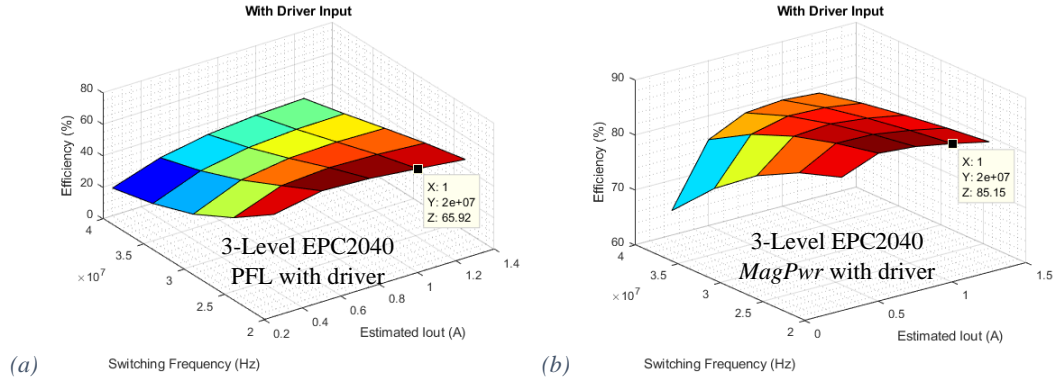 With Driver Input
80
60
40
20
0
Efficiency (%)
4
3.5
3
2.5
2
×10⁷
0.2
0.4
0.6
0.8
1
1.2
1.4
X: 1
Y: 2e+07
Z: 65.92
3-Level EPC2040
PFL with driver
Estimated Iout (A)
Switching Frequency (Hz)
(a)
With Driver Input
90
80
70
60
Efficiency (%)
4
3.5
3
2.5
2
×10⁷
0
0.5
1
1.5
X: 1
Y: 2e+07
Z: 85.15
3-Level EPC2040
MagPwr with driver
Estimated Iout (A)
Switching Frequency (Hz)
(b)